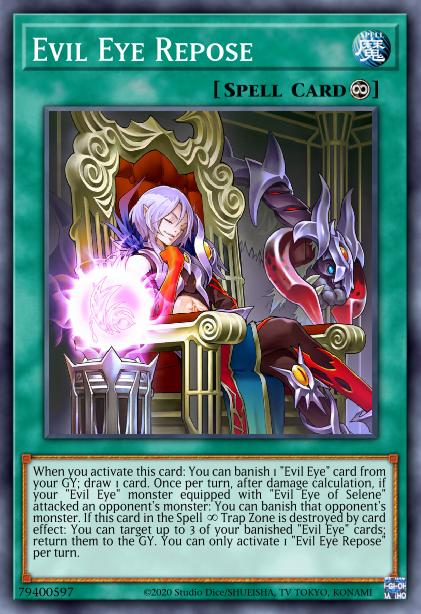 EVIL EYE REPOSE
SPELL
魔
[SPELL CARD∞]
When you activate this card: You can banish 1 "Evil Eye" card from
your GY; draw 1 card. Once per turn, after damage calculation, if
your "Evil Eye" monster equipped with "Evil Eye of Selene"
attacked an opponent's monster: You can banish that opponent's
monster. If this card in the Spell ∞ Trap Zone is destroyed by card
effect: You can target up to 3 of your banished "Evil Eye" cards;
return them to the GY. You can only activate 1 "Evil Eye Repose"
per turn.
79400597
©2020 Studio Dice/SHUEISHA, TV TOKYO, KONAMI